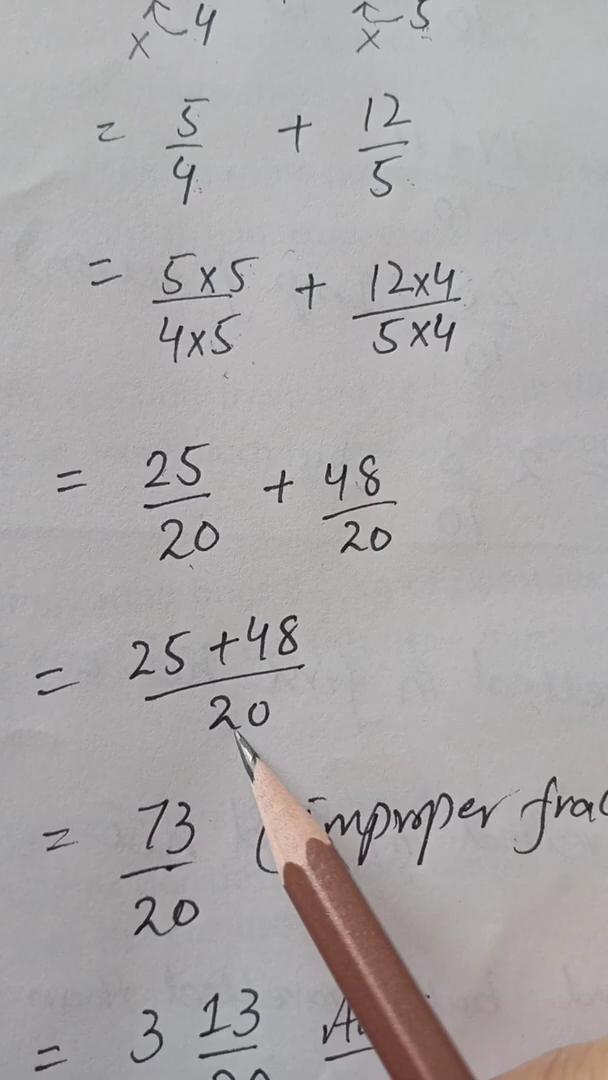 x 4 x 5
= 5/4 + 12/5
= 5x5/4x5 + 12x4/5x4
= 25/20 + 48/20
= 25+48/20
= 73/20 (improper
= 3 13/20